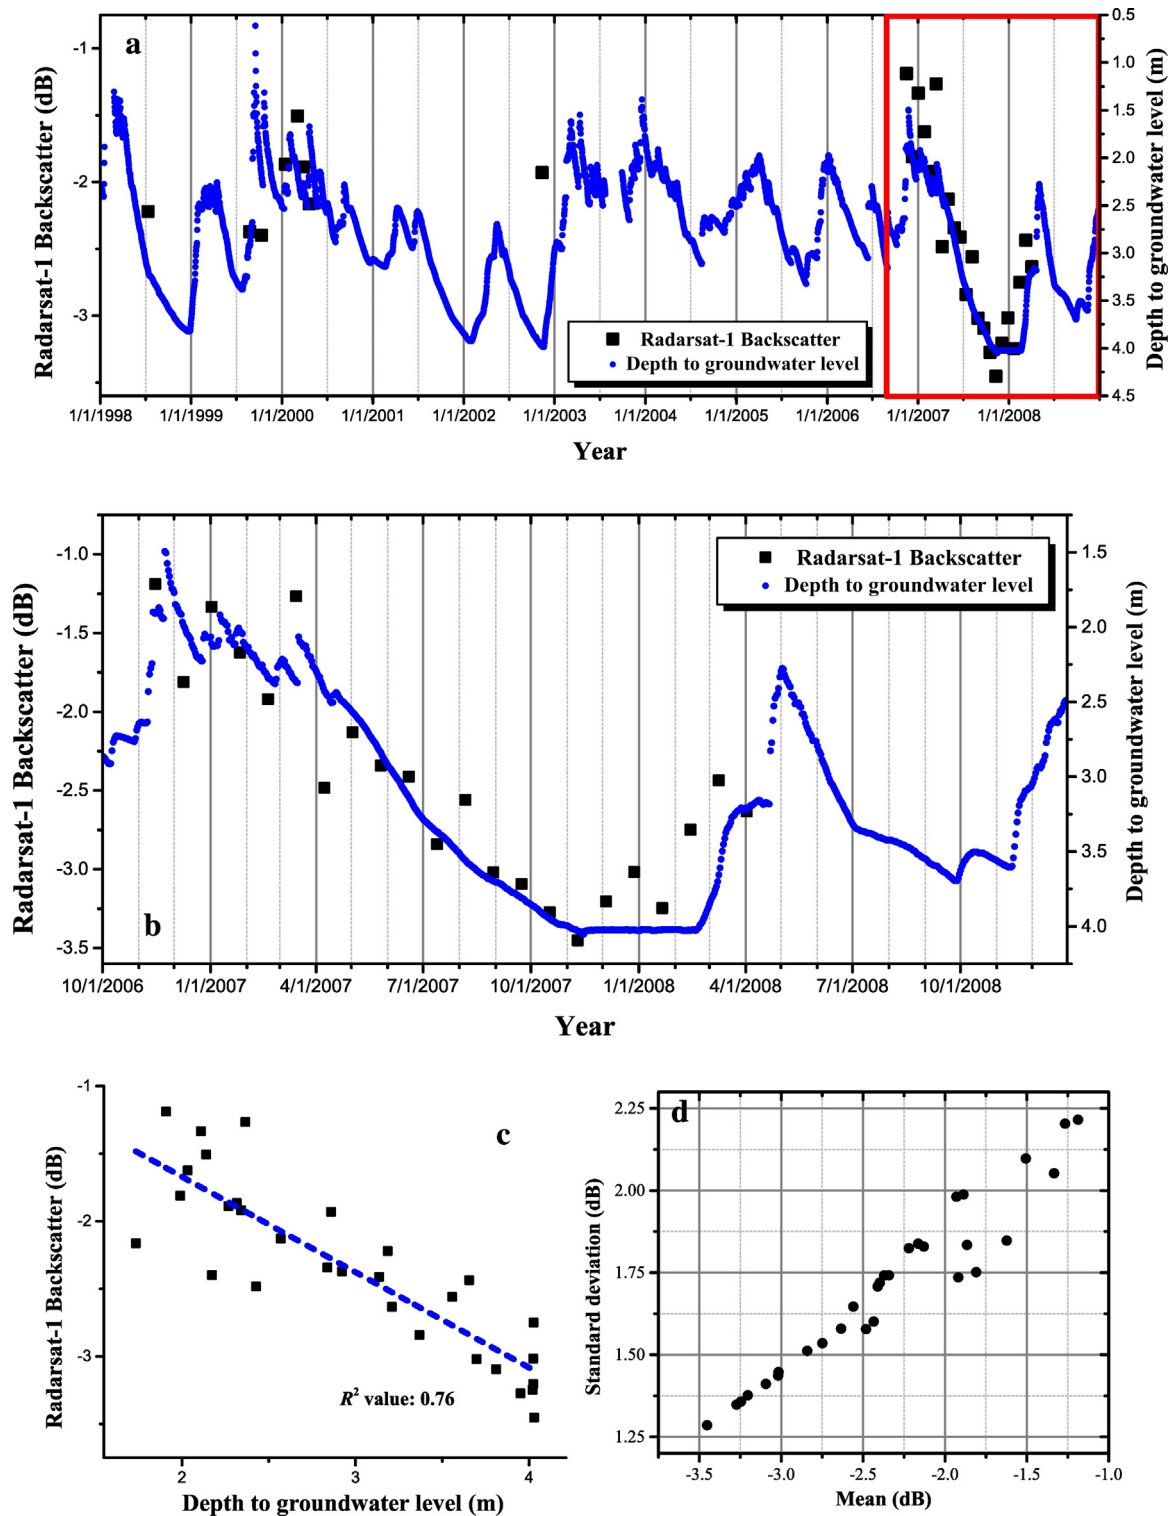 a
Radarsat-1 Backscatter (dB)
-1
-2
-3
0.5
1.0
1.5
2.0
2.5
3.0
3.5
4.0
4.5
Depth to groundwater level (m)
Radarsat-1 Backscatter
Depth to groundwater level
1/1/1998 1/1/1999 1/1/2000 1/1/2001 1/1/2002 1/1/2003 1/1/2004 1/1/2005 1/1/2006 1/1/2007 1/1/2008
Year
Radarsat-1 Backscatter (dB)
-1.0
-1.5
-2.0
-2.5
-3.0
-3.5
Radarsat-1 Backscatter
Depth to groundwater level
1.5
2.0
2.5
3.0
3.5
4.0
Depth to groundwater level (m)
b
10/1/2006 1/1/2007 4/1/2007 7/1/2007 10/1/2007 1/1/2008 4/1/2008 7/1/2008 10/1/2008
Year
Radarsat-1 Backscatter (dB)
-1
-2
-3
c
R² value: 0.76
2 3 4
Depth to groundwater level (m)
d
Standard deviation (dB)
2.25
2.00
1.75
1.50
1.25
-3.5 -3.0 -2.5 -2.0 -1.5 -1.0
Mean (dB)